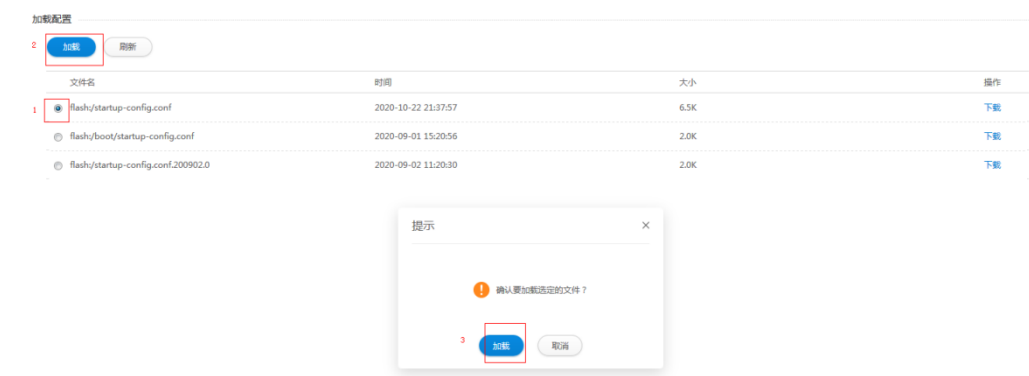 加载配置
2 加载 刷新
文件名 时间 大小 操作
1 flash:/startup-config.conf 2020-10-22 21:37:57 6.5K 下载
flash:/boot/startup-config.conf 2020-09-01 15:20:56 2.0K 下载
flash:/startup-config.conf.200902.0 2020-09-02 11:20:30 2.0K 下载
提示 ×
! 确认要加载选定的文件？
3 加载 取消